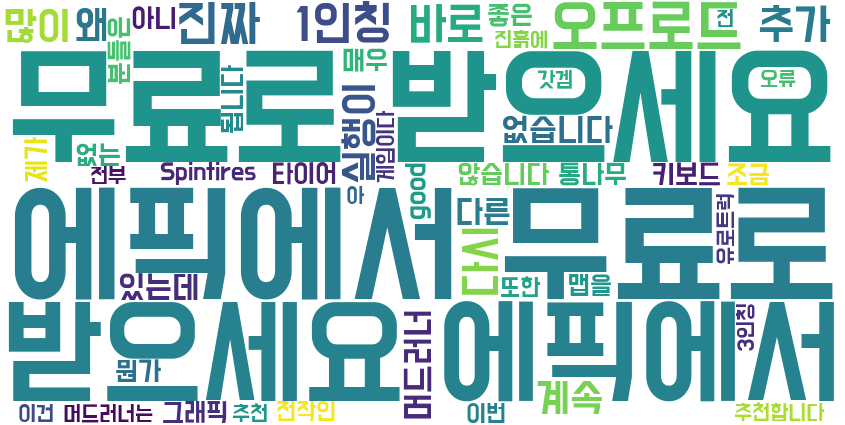 많이 왜 아니 진짜 1인칭 바로 좋은 오프로드 전 추가
분들은 매우 진흙에
무료로 받으세요
됩니다 실행이 갓겜 오류
제가 없는 게임이다 없습니다
전부 Spintires 타이어 good 않습니다 통나무 키보드 조금
에픽에서 무료로
아 다른 유로트럭
다시
있는데 또한 맵을
받으세요 에픽에서
뭔가 머드러너 3인칭
계속
이건 머드러너는 그래픽 추천 전작인 이번 추천합니다